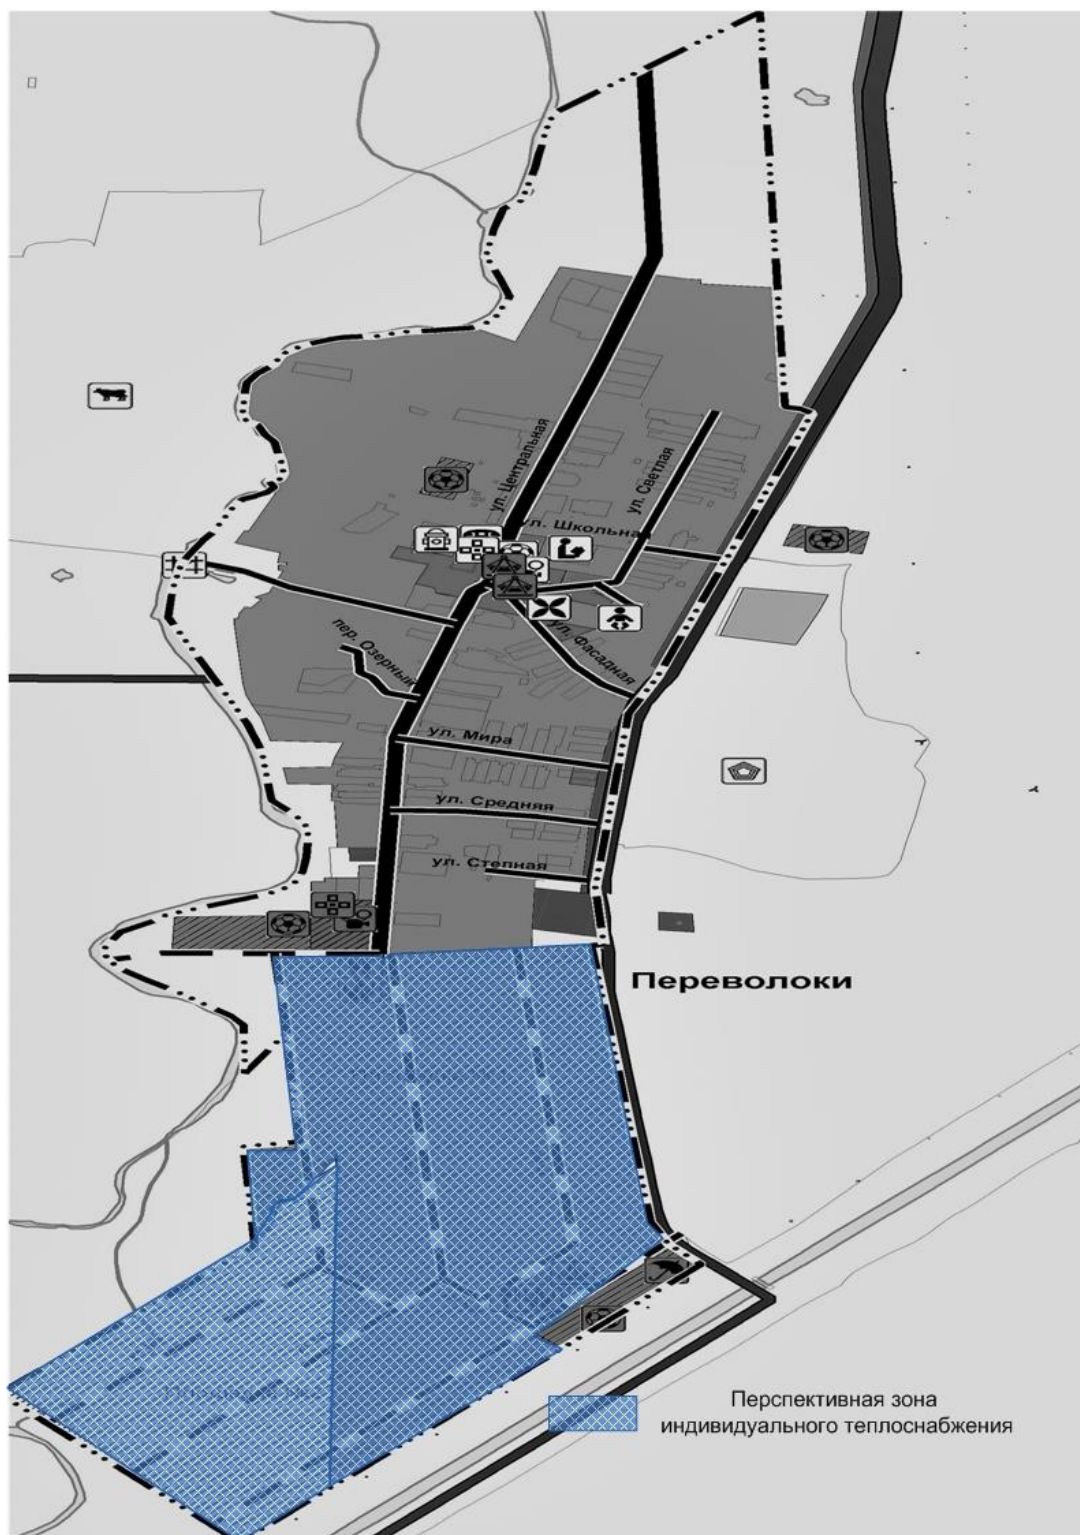 ул. Центральная
ул. Светлая
ул. Школьная
пер. Озерный
ул. Фасадная
ул. Мира
ул. Средняя
ул. Степная
Переволоки
Перспективная зона
индивидуального теплоснабжения